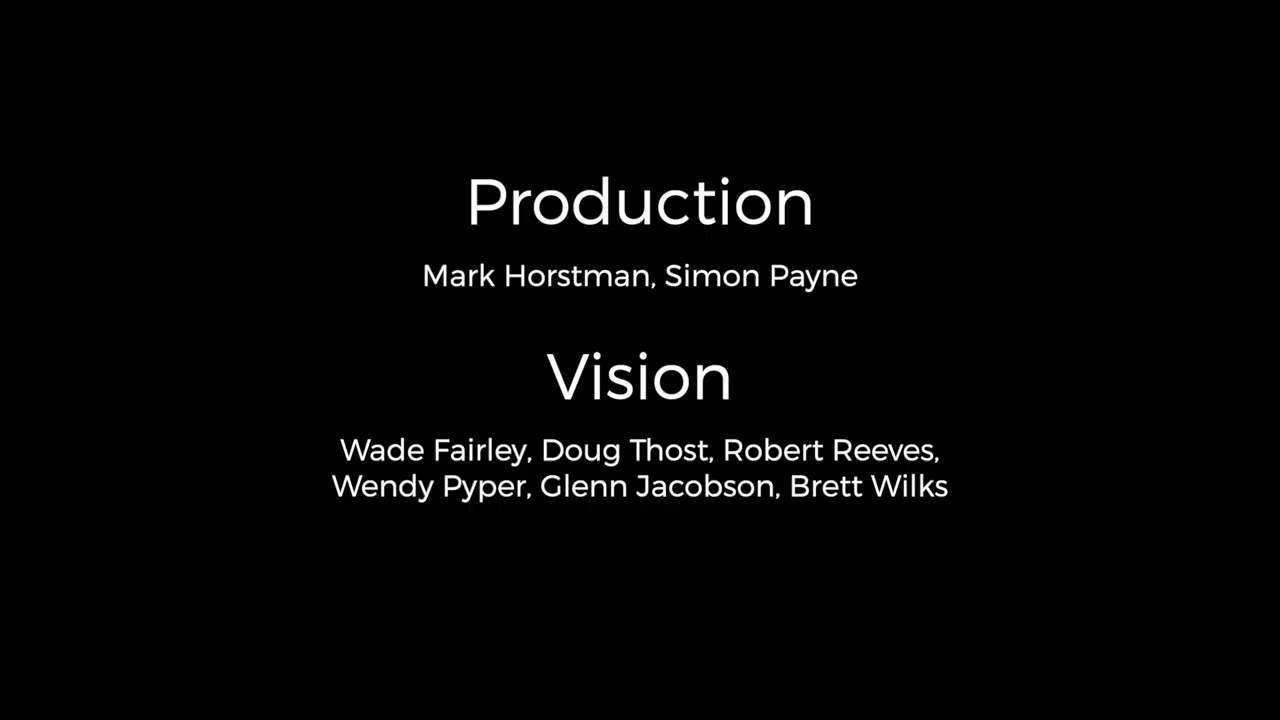 Production
Mark Horstman, Simon Payne
Vision
Wade Fairley, Doug Thost, Robert Reeves,
Wendy Pyper, Glenn Jacobson, Brett Wilks